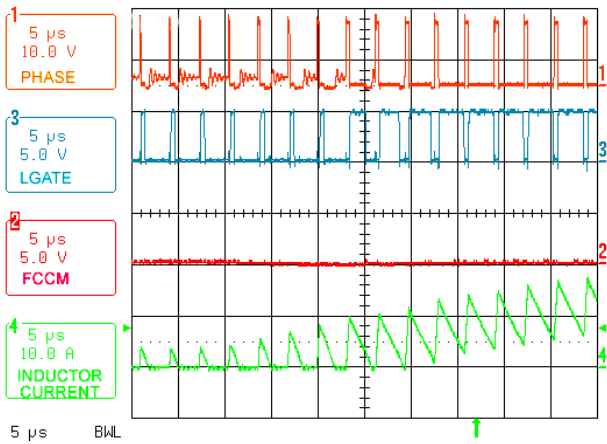 1
5 µs
10.0 V
PHASE
1
3
5 µs
5.0 V
LGATE
3
2
5 µs
5.0 V
FCCM
2
4
5 µs
10.0 A
INDUCTOR
CURRENT
4
5 µs BWL